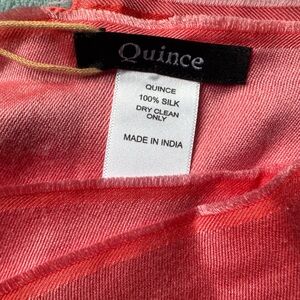 Quince
QUINCE
100% SILK
DRY CLEAN
ONLY
MADE IN INDIA